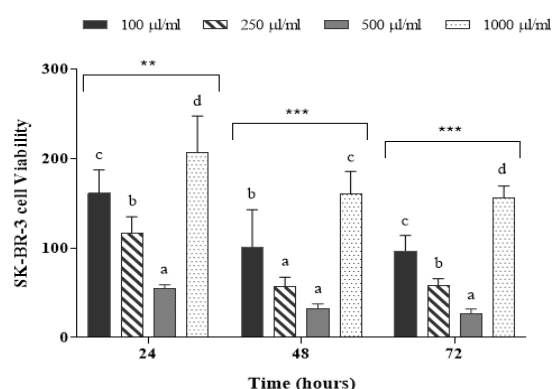 100 µl/ml 250 µl/ml 500 µl/ml 1000 µl/ml
300
200
100
0
SK-BR-3 cell Viability
** 
*** 
***
c b a d
b a a c
c b a d
24 48 72
Time (hours)